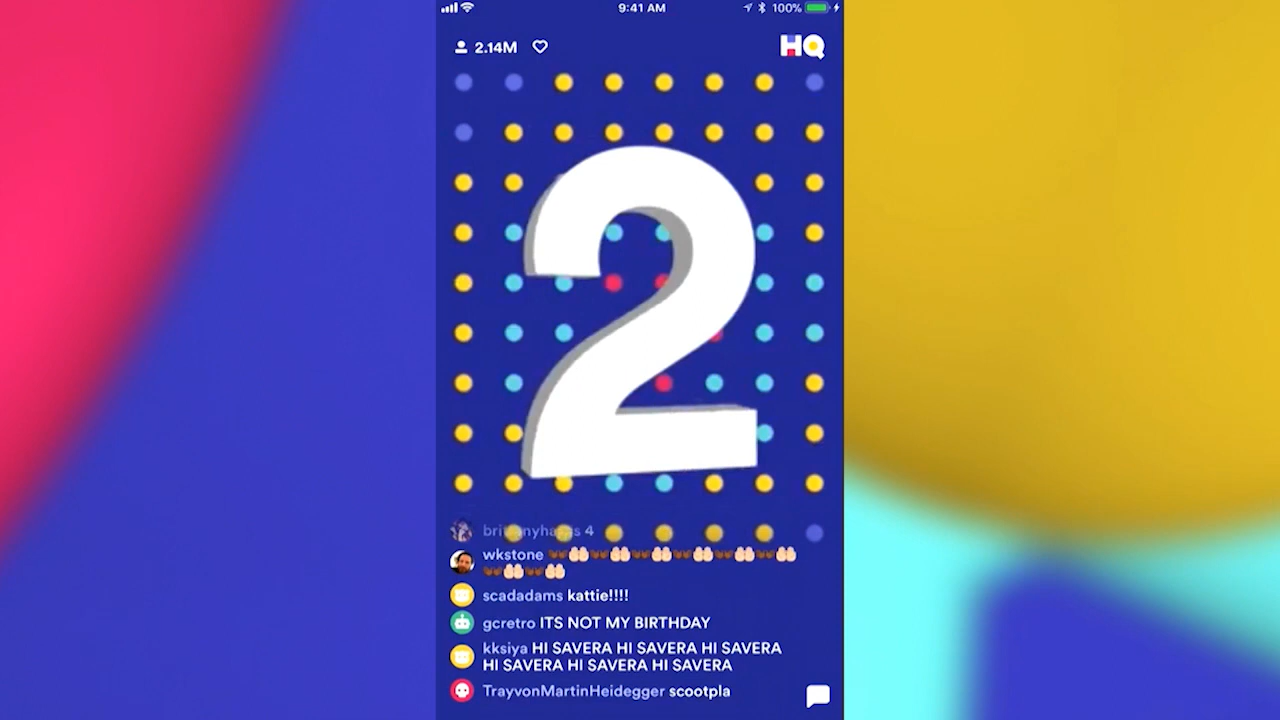 9:41 AM 100%
2.14M HQ
2
4
wkstone
scadadams kattie!!!!
gcretro ITS NOT MY BIRTHDAY
kksiya HI SAVERA HI SAVERA HI SAVERA
HI SAVERA HI SAVERA HI SAVERA
TrayvonMartinHeidegger scootpla